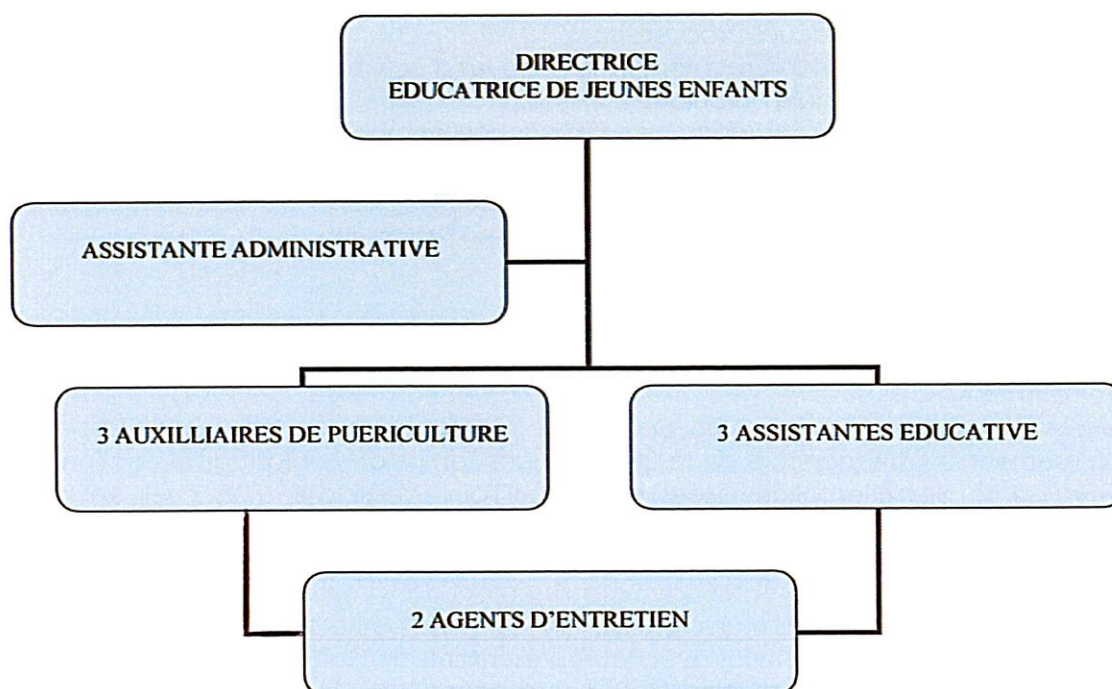 DIRECTRICE
EDUCATRICE DE JEUNES ENFANTS
ASSISTANTE ADMINISTRATIVE
3 AUXILLIAIRES DE PUERICULTURE
3 ASSISTANTES EDUCATIVE
2 AGENTS D'ENTRETIEN